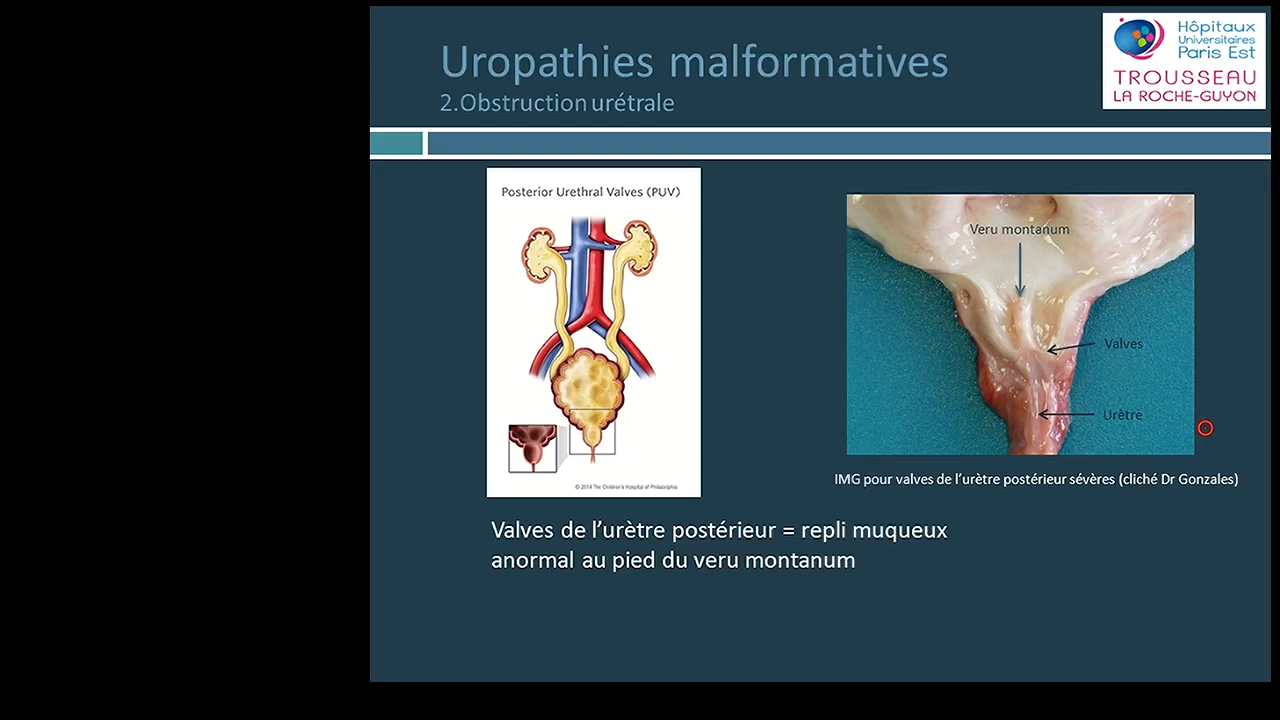 Uropathies malformatives
2.Obstruction urétrale
Hôpitaux
Universitaires
Paris Est
TROUSSEAU
LA ROCHE-GUYON
Posterior Urethral Valves (PUV)
© 2014 The Children's Hospital of Philadelphia
Veru montanum
Valves
Urètre
IMG pour valves de l’urètre postérieur sévères (cliché Dr Gonzales)
Valves de l’urètre postérieur = repli muqueux
anormal au pied du veru montanum